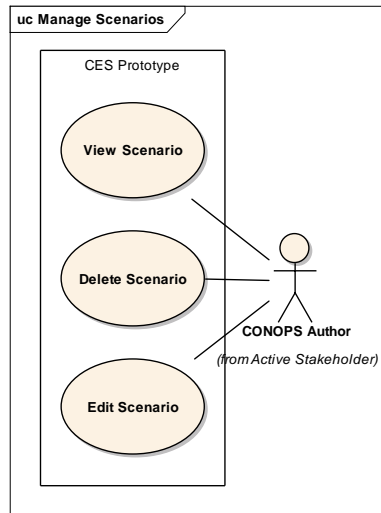 uc Manage Scenarios
CES Prototype
View Scenario
Delete Scenario
CONOPS Author
(from Active Stakeholder)
Edit Scenario